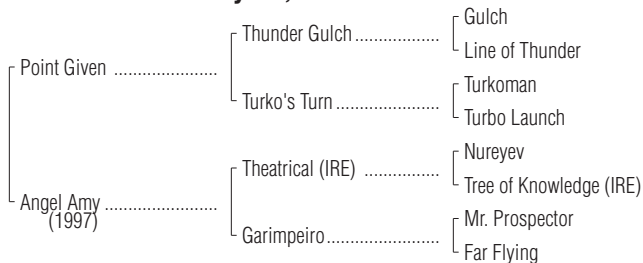 Gulch
Thunder Gulch
Line of Thunder
Point Given
Turkoman
Turko's Turn
Turbo Launch
Nureyev
Theatrical (IRE)
Tree of Knowledge (IRE)
Angel Amy
(1997)
Mr. Prospector
Garimpeiro
Far Flying